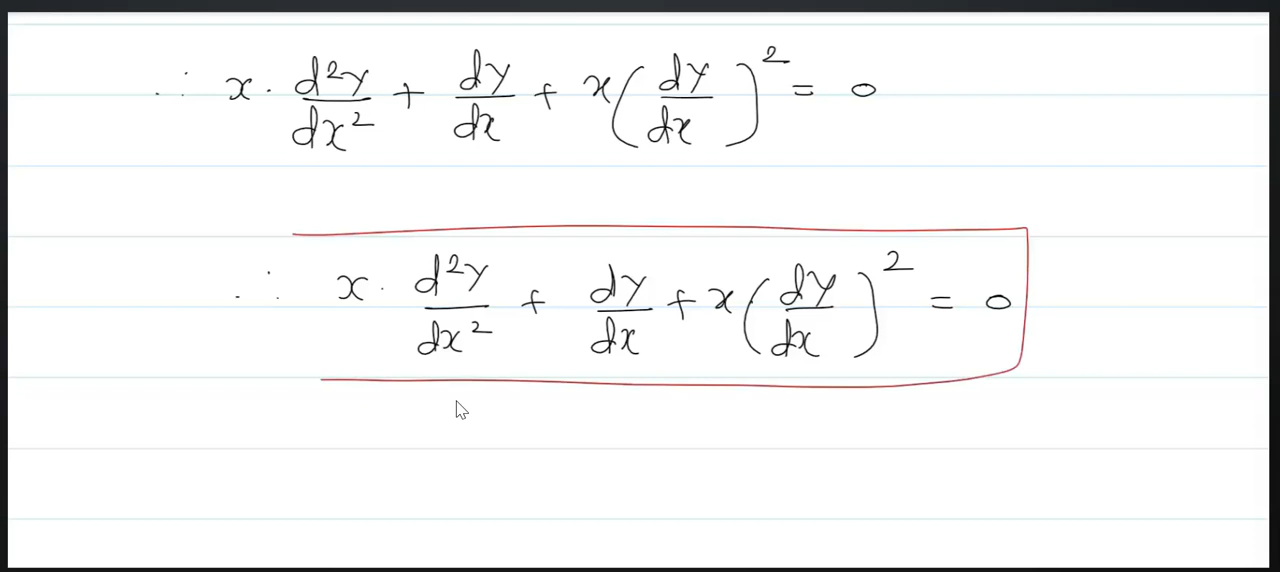 ∴ x · d²y/dx² + dy/dx + x(dy/dx)² = 0
∴ x · d²y/dx² + dy/dx + x(dy/dx)² = 0